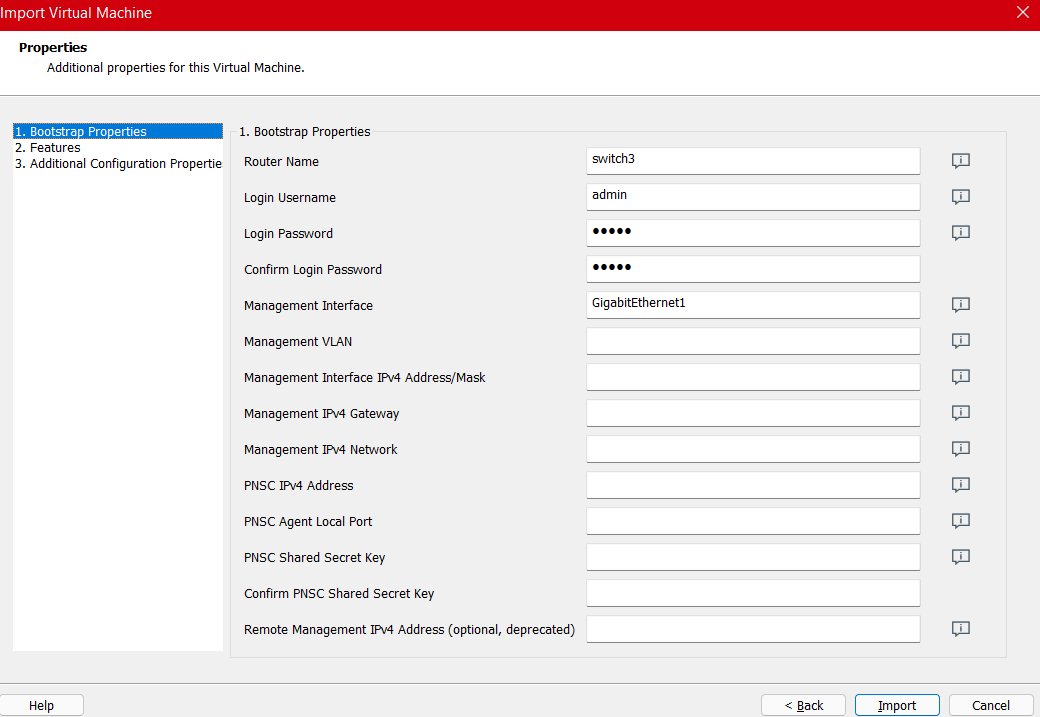 Import Virtual Machine
Properties
Additional properties for this Virtual Machine.
1. Bootstrap Properties
2. Features
3. Additional Configuration Propertie
1. Bootstrap Properties
Router Name switch3
Login Username admin
Login Password •••••
Confirm Login Password •••••
Management Interface GigabitEthernet1
Management VLAN
Management Interface IPv4 Address/Mask
Management IPv4 Gateway
Management IPv4 Network
PNSC IPv4 Address
PNSC Agent Local Port
PNSC Shared Secret Key
Confirm PNSC Shared Secret Key
Remote Management IPv4 Address (optional, deprecated)
Help < Back Import Cancel